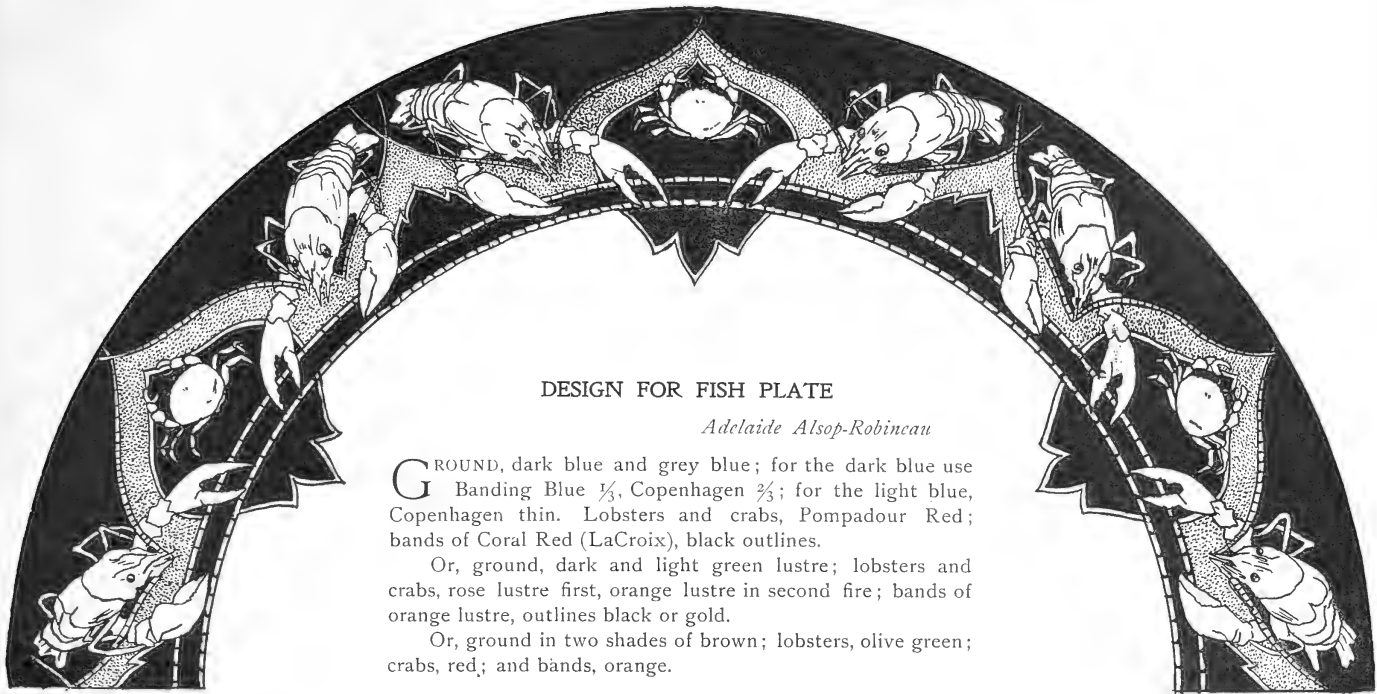 DESIGN FOR FISH PLATE
Adelaide Alsop-Robineau
GROUND, dark blue and grey blue; for the dark blue use
Banding Blue ⅓, Copenhagen ⅔; for the light blue,
Copenhagen thin. Lobsters and crabs, Pompadour Red;
bands of Coral Red (LaCroix), black outlines.
Or, ground, dark and light green lustre; lobsters and
crabs, rose lustre first, orange lustre in second fire; bands of
orange lustre, outlines black or gold.
Or, ground in two shades of brown; lobsters, olive green;
crabs, red; and bands, orange.